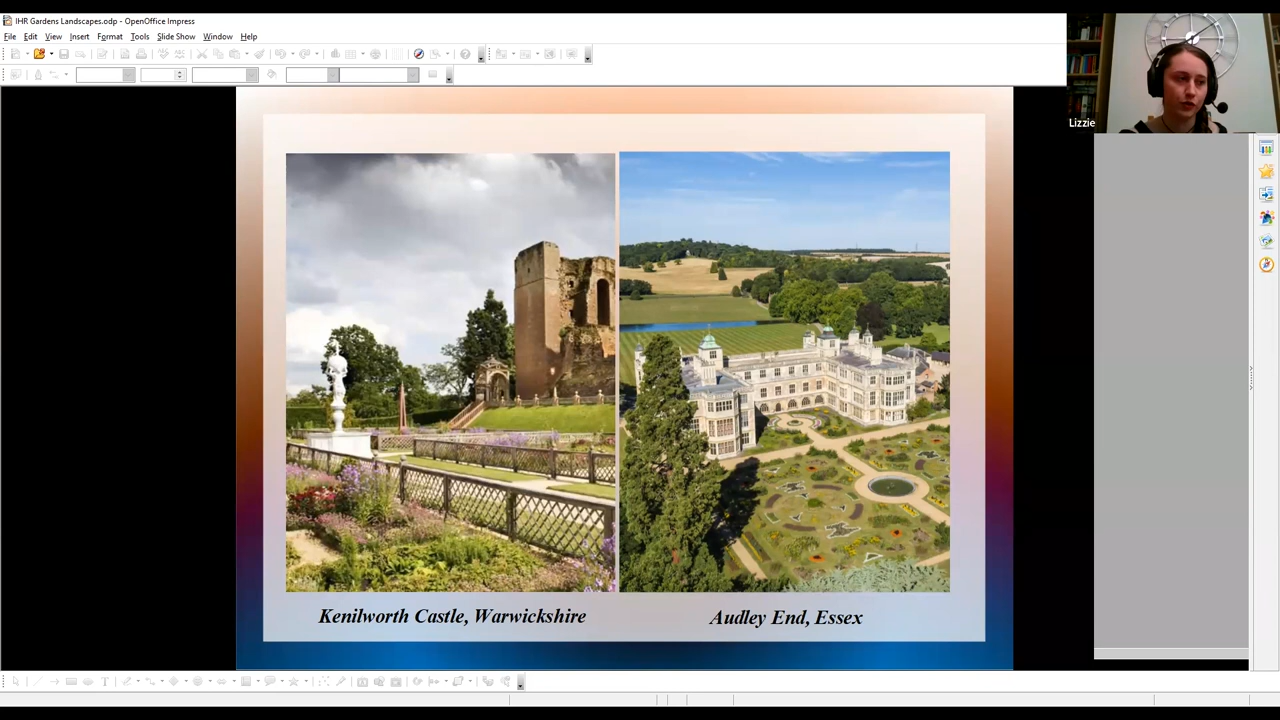 IHR Gardens Landscapes.odp - OpenOffice Impress
File Edit View Insert Format Tools Slide Show Window Help
Lizzie
Kenilworth Castle, Warwickshire
Audley End, Essex